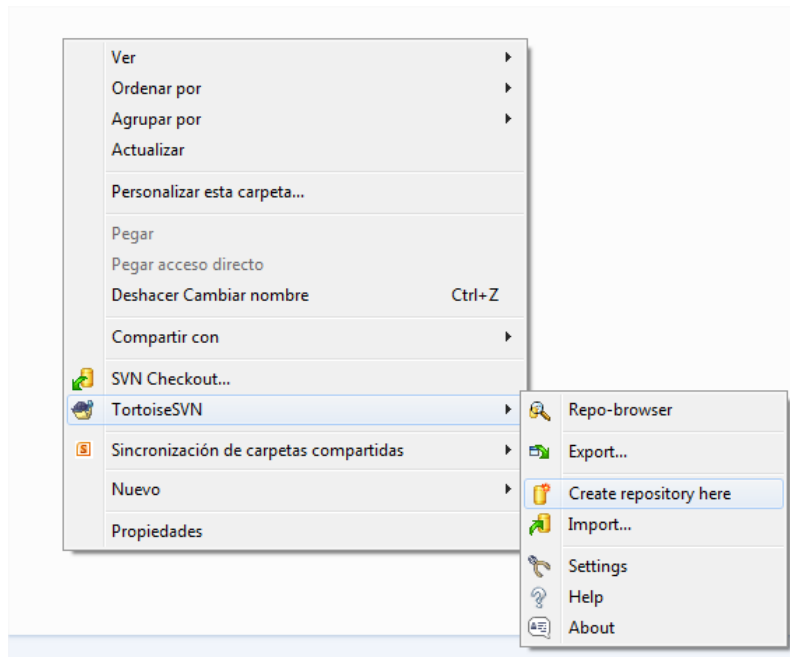 Ver
Ordenar por
Agrupar por
Actualizar
Personalizar esta carpeta...
Pegar
Pegar acceso directo
Deshacer Cambiar nombre Ctrl+Z
Compartir con
SVN Checkout...
TortoiseSVN
Sincronización de carpetas compartidas
Nuevo
Propiedades
Repo-browser
Export...
Create repository here
Import...
Settings
Help
About